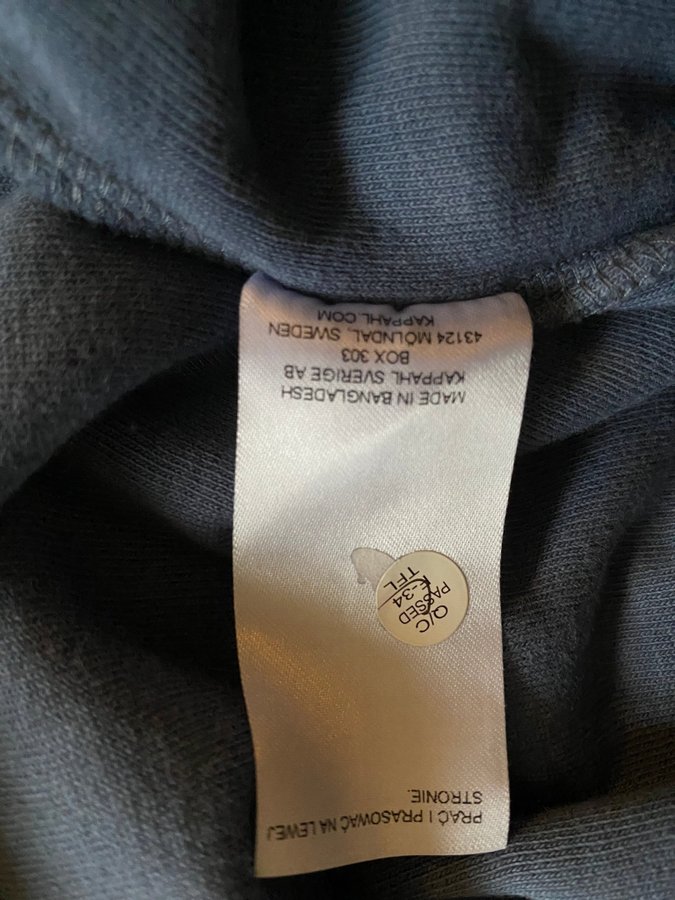 PRAĆ I PRASOWAĆ NA LEWEJ
STRONIE.
Q/C
PASSED
E-34
TFL
MADE IN BANGLADESH
KAPPAHL SVERIGE AB
BOX 303
43124 MÖLNDAL, SWEDEN
KAPPAHL.COM